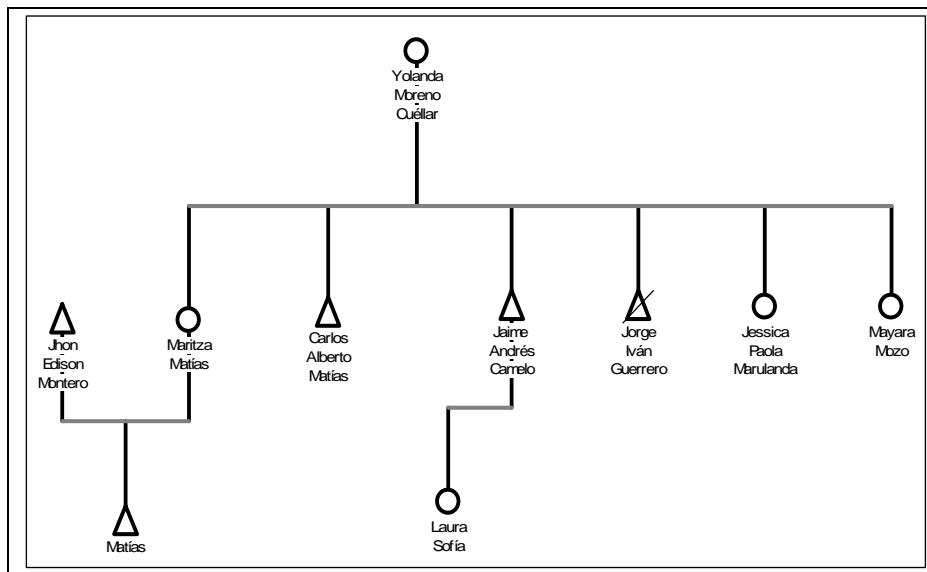 Yolanda
Moreno
Cuéllar
Jhon
Edison
Montero
Maritza
Matías
Carlos
Alberto
Matías
Jaime
Andrés
Camelo
Jorge
Iván
Guerrero
Jessica
Paola
Marulanda
Mayara
Mozo
Matías
Laura
Sofía